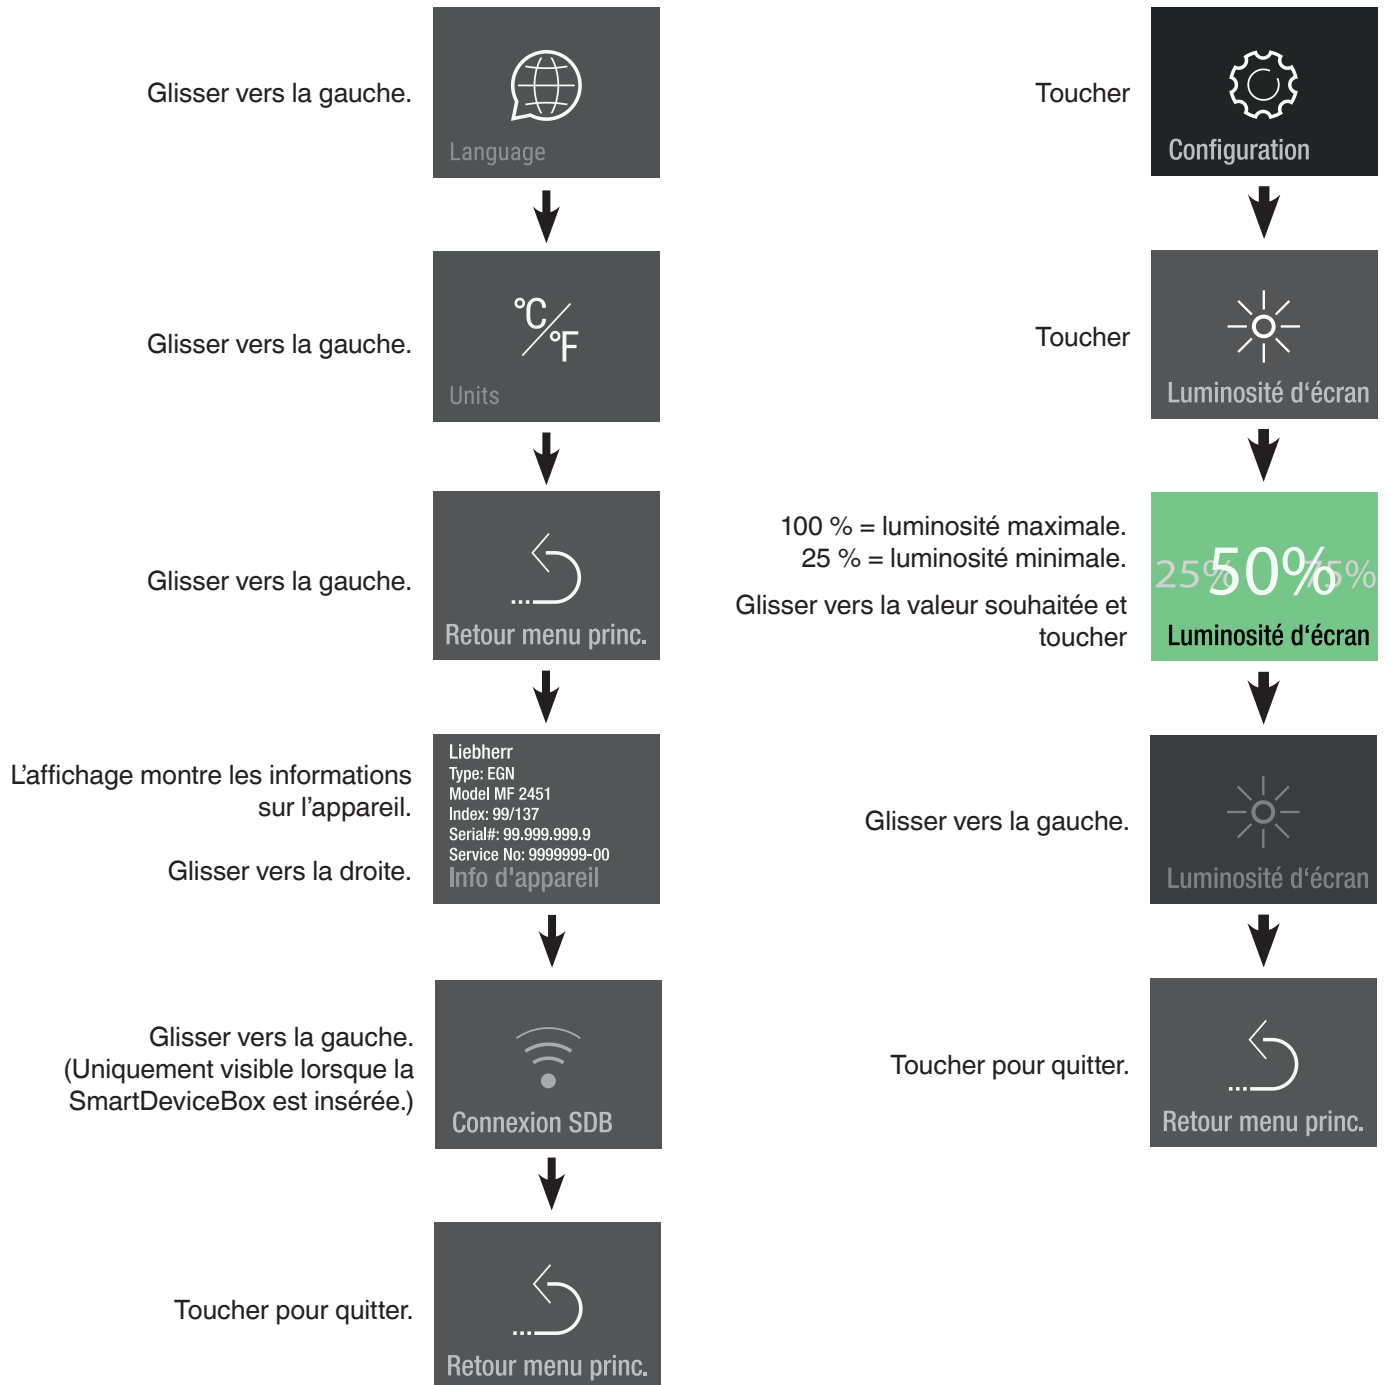 Glisser vers la gauche.
Language
Glisser vers la gauche.
°C/°F
Units
Glisser vers la gauche.
Retour menu princ.
L’affichage montre les informations
sur l’appareil.
Glisser vers la droite.
Liebherr
Type: EGN
Model MF 2451
Index: 99/137
Serial#: 99.999.999.9
Service No: 9999999-00
Info d'appareil
Glisser vers la gauche.
(Uniquement visible lorsque la
SmartDeviceBox est insérée.)
Connexion SDB
Toucher pour quitter.
Retour menu princ.
Toucher
Configuration
Toucher
Luminosité d‘écran
100 % = luminosité maximale.
25 % = luminosité minimale.
Glisser vers la valeur souhaitée et
toucher
25% 50% 75%
Luminosité d‘écran
Glisser vers la gauche.
Luminosité d‘écran
Toucher pour quitter.
Retour menu princ.